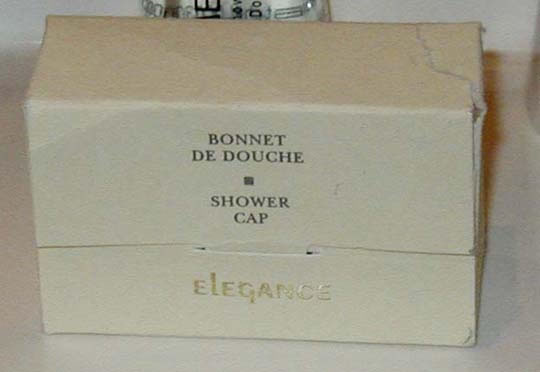 BONNET
DE DOUCHE
SHOWER
CAP
ELEGANCE